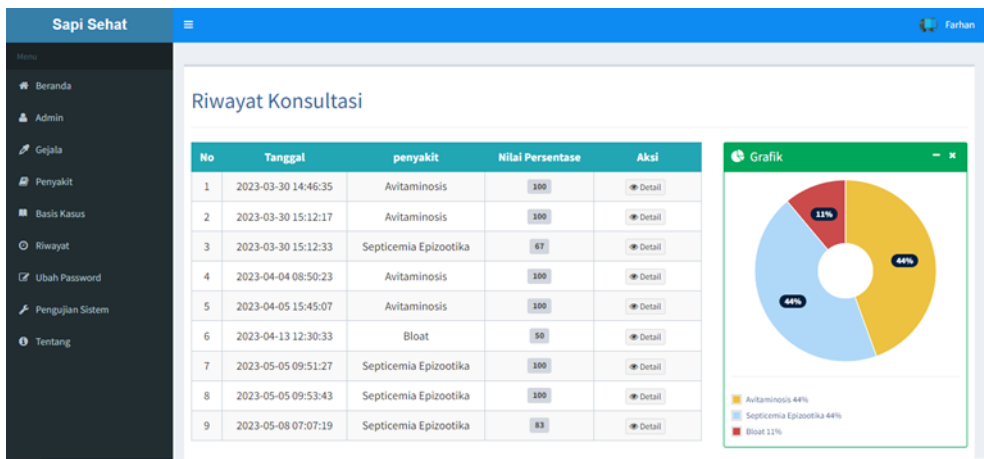 Sapi Sehat
Farhan
Menu
Beranda
Admin
Gejala
Penyakit
Basis Kasus
Riwayat
Ubah Password
Pengujian Sistem
Tentang
Riwayat Konsultasi
No Tanggal penyakit Nilai Persentase Aksi
1 2023-03-30 14:46:35 Avitaminosis 100 Detail
2 2023-03-30 15:12:17 Avitaminosis 100 Detail
3 2023-03-30 15:12:33 Septicemia Epizootika 67 Detail
4 2023-04-04 08:50:23 Avitaminosis 100 Detail
5 2023-04-05 15:45:07 Avitaminosis 100 Detail
6 2023-04-13 12:30:33 Bloat 50 Detail
7 2023-05-05 09:51:27 Septicemia Epizootika 100 Detail
8 2023-05-05 09:53:43 Septicemia Epizootika 100 Detail
9 2023-05-08 07:07:19 Septicemia Epizootika 83 Detail
Grafik
11%
44%
44%
Avitaminosis 44%
Septicemia Epizootika 44%
Bloat 11%